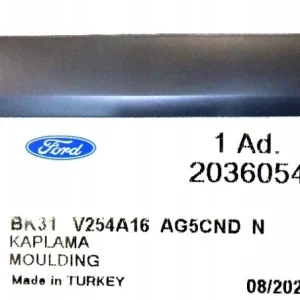 1 Ad.
Ford
2036054
BK31 V254A16 AG5CND N
KAPLAMA
MOULDING
Made in TURKEY
08/202